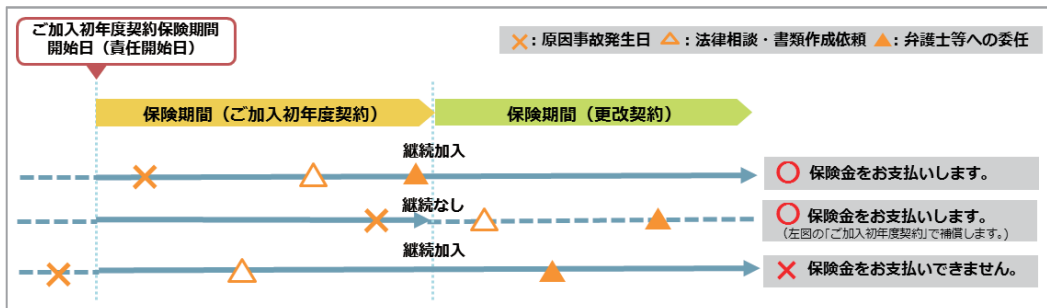 ご加入初年度契約保険期間
開始日（責任開始日）
×：原因事故発生日 △：法律相談・書類作成依頼 ▲：弁護士等への委任
保険期間（ご加入初年度契約）
保険期間（更改契約）
継続加入
○ 保険金をお支払いします。
継続なし
○ 保険金をお支払いします。
（左図の「ご加入初年度契約」で補償します。）
継続加入
× 保険金をお支払いできません。